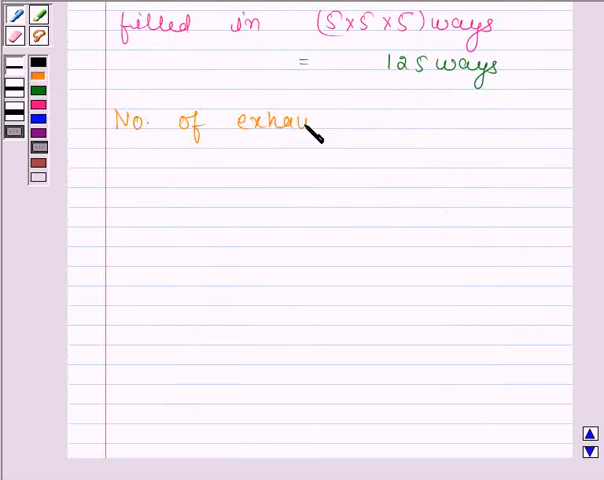 filled in (5×5×5) ways
= 125 ways
No. of exhau